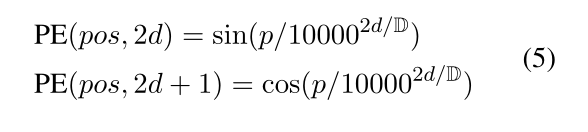 PE(pos, 2d) = sin(p/10000^{2d/𝔻})
PE(pos, 2d + 1) = cos(p/10000^{2d/𝔻})
(5)